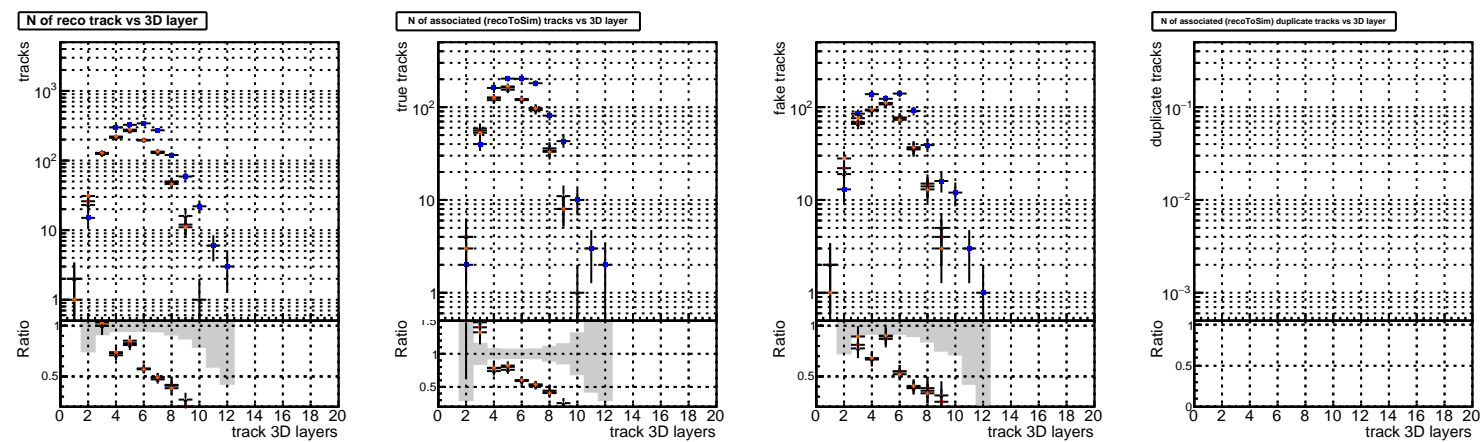 N of reco track vs 3D layer
tracks
10³
10²
10
1
Ratio
1
0.5
0 2 4 6 8 10 12 14 16 18 20
track 3D layers
N of associated (recoToSim) tracks vs 3D layer
true tracks
10²
10
1
Ratio
1.5
1
0.5
0 2 4 6 8 10 12 14 16 18 20
track 3D layers
fake tracks
10²
10
1
Ratio
1
0.5
0 2 4 6 8 10 12 14 16 18 20
track 3D layers
N of associated (recoToSim) duplicate tracks vs 3D layer
duplicate tracks
10⁻¹
10⁻²
10⁻³
Ratio
1
0.5
0
0 2 4 6 8 10 12 14 16 18 20
track 3D layers